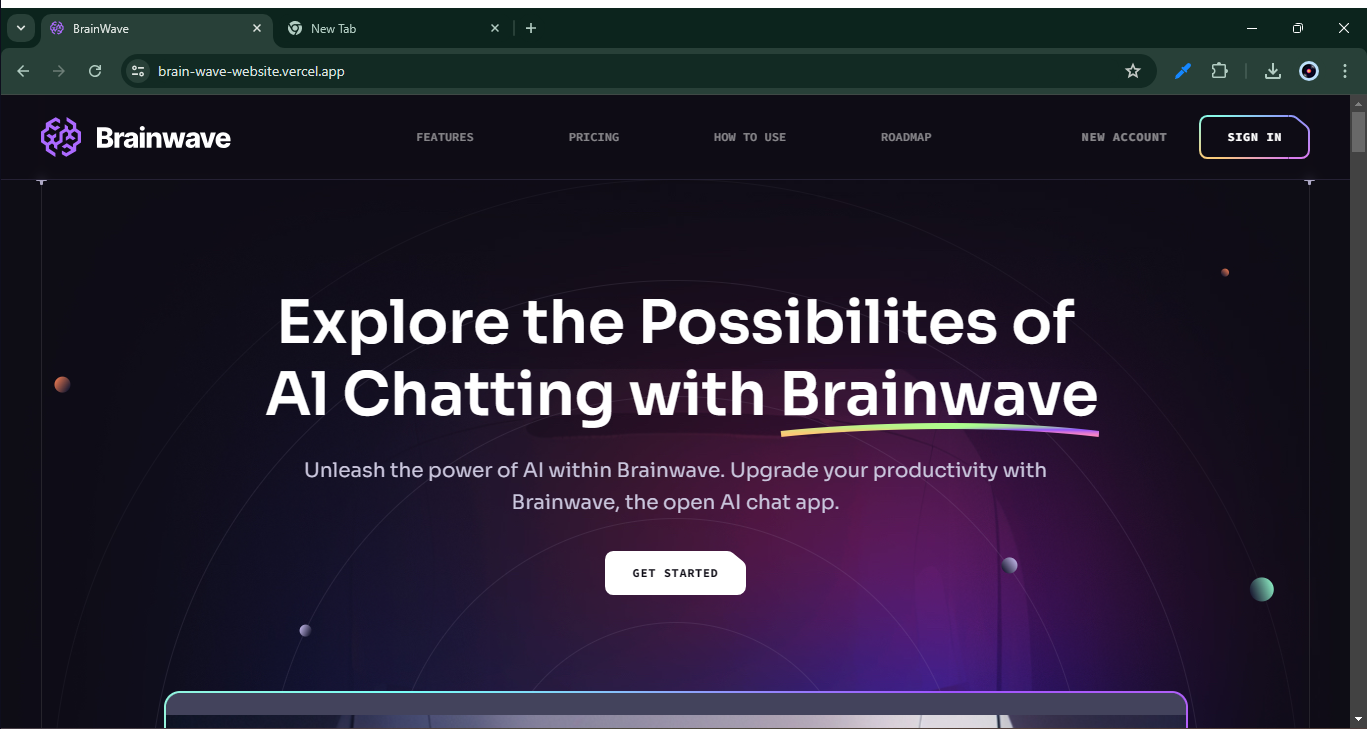 BrainWave
New Tab
brain-wave-website.vercel.app
Brainwave
FEATURES
PRICING
HOW TO USE
ROADMAP
NEW ACCOUNT
SIGN IN
Explore the Possibilites of
AI Chatting with Brainwave
Unleash the power of AI within Brainwave. Upgrade your productivity with
Brainwave, the open AI chat app.
GET STARTED